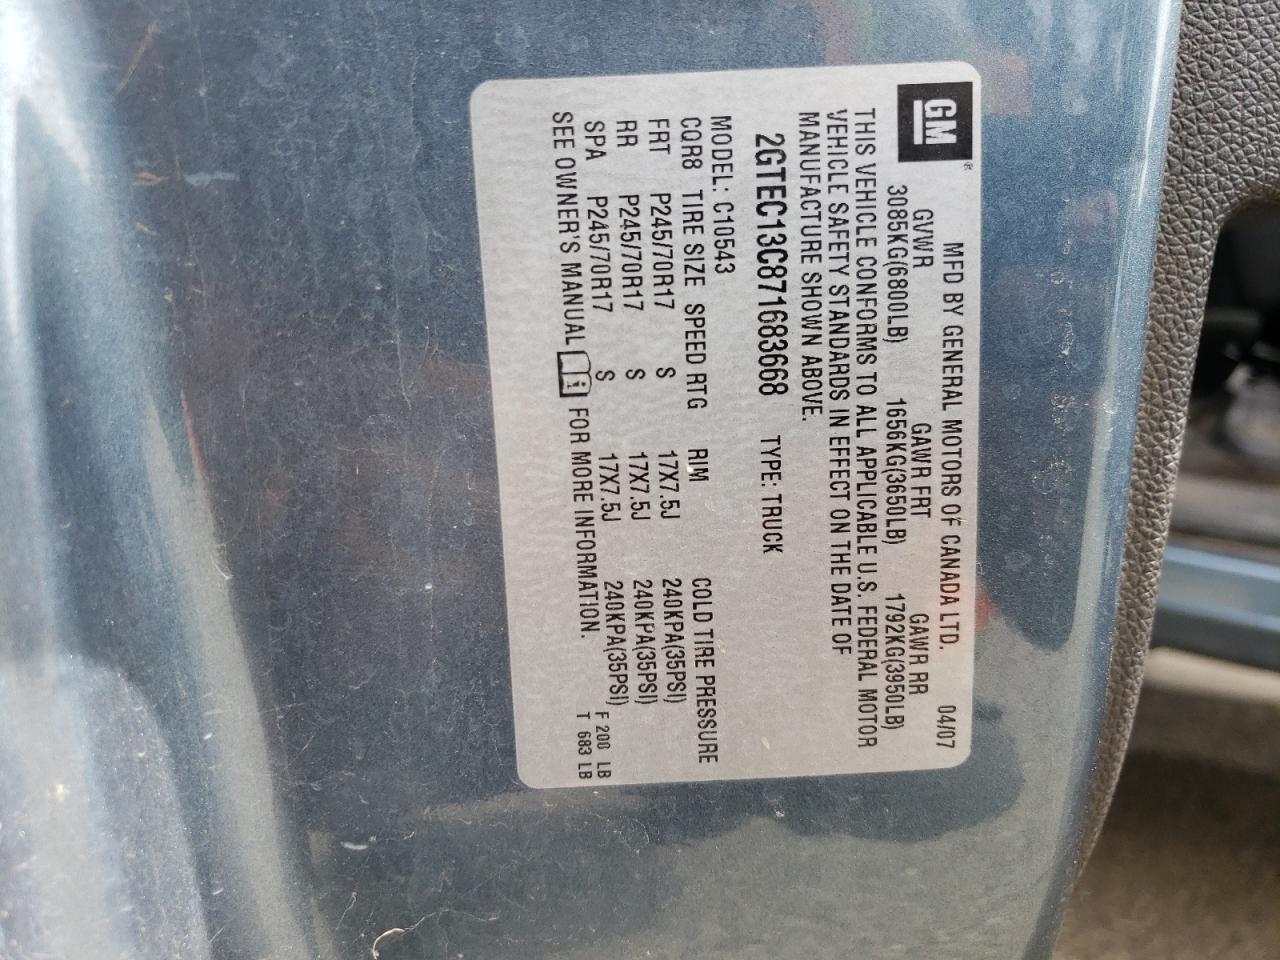 GM®
MFD BY GENERAL MOTORS OF CANADA LTD. 04/07
GVWR GAWR FRT GAWR RR
3085KG(6800LB) 1656KG(3650LB) 1792KG(3950LB)
THIS VEHICLE CONFORMS TO ALL APPLICABLE U.S. FEDERAL MOTOR
VEHICLE SAFETY STANDARDS IN EFFECT ON THE DATE OF
MANUFACTURE SHOWN ABOVE.
2GTEC13C871683668 TYPE: TRUCK
MODEL: C10543
CQR8 TIRE SIZE SPEED RTG RIM COLD TIRE PRESSURE
FRT P245/70R17 S 17X7.5J 240KPA(35PSI)
RR P245/70R17 S 17X7.5J 240KPA(35PSI)
SPA P245/70R17 S 17X7.5J 240KPA(35PSI) F 200 LB
SEE OWNER'S MANUAL FOR MORE INFORMATION. T 683 LB